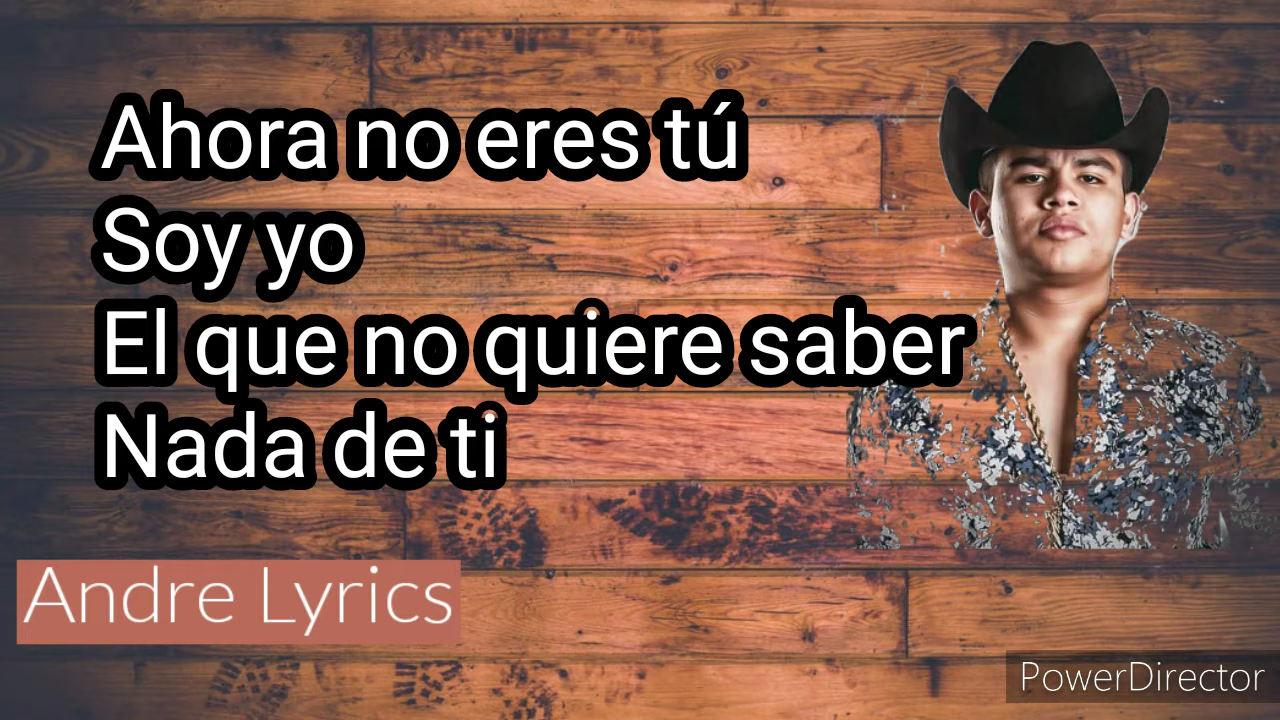 Ahora no eres tú
Soy yo
El que no quiere saber
Nada de ti
Andre Lyrics
PowerDirector